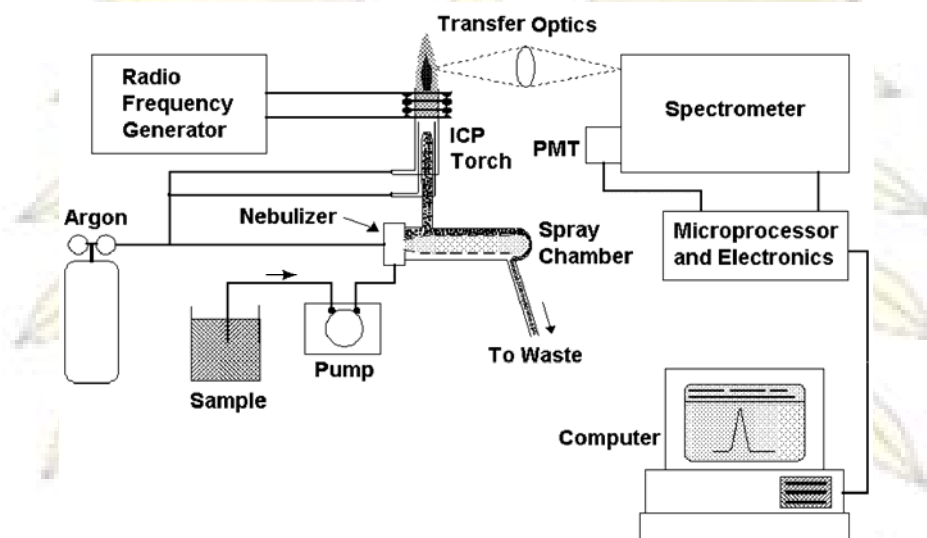 Transfer Optics
Radio
Frequency
Generator
Spectrometer
ICP
Torch
PMT
Argon
Nebulizer
Spray
Chamber
Microprocessor
and Electronics
To Waste
Pump
Sample
Computer